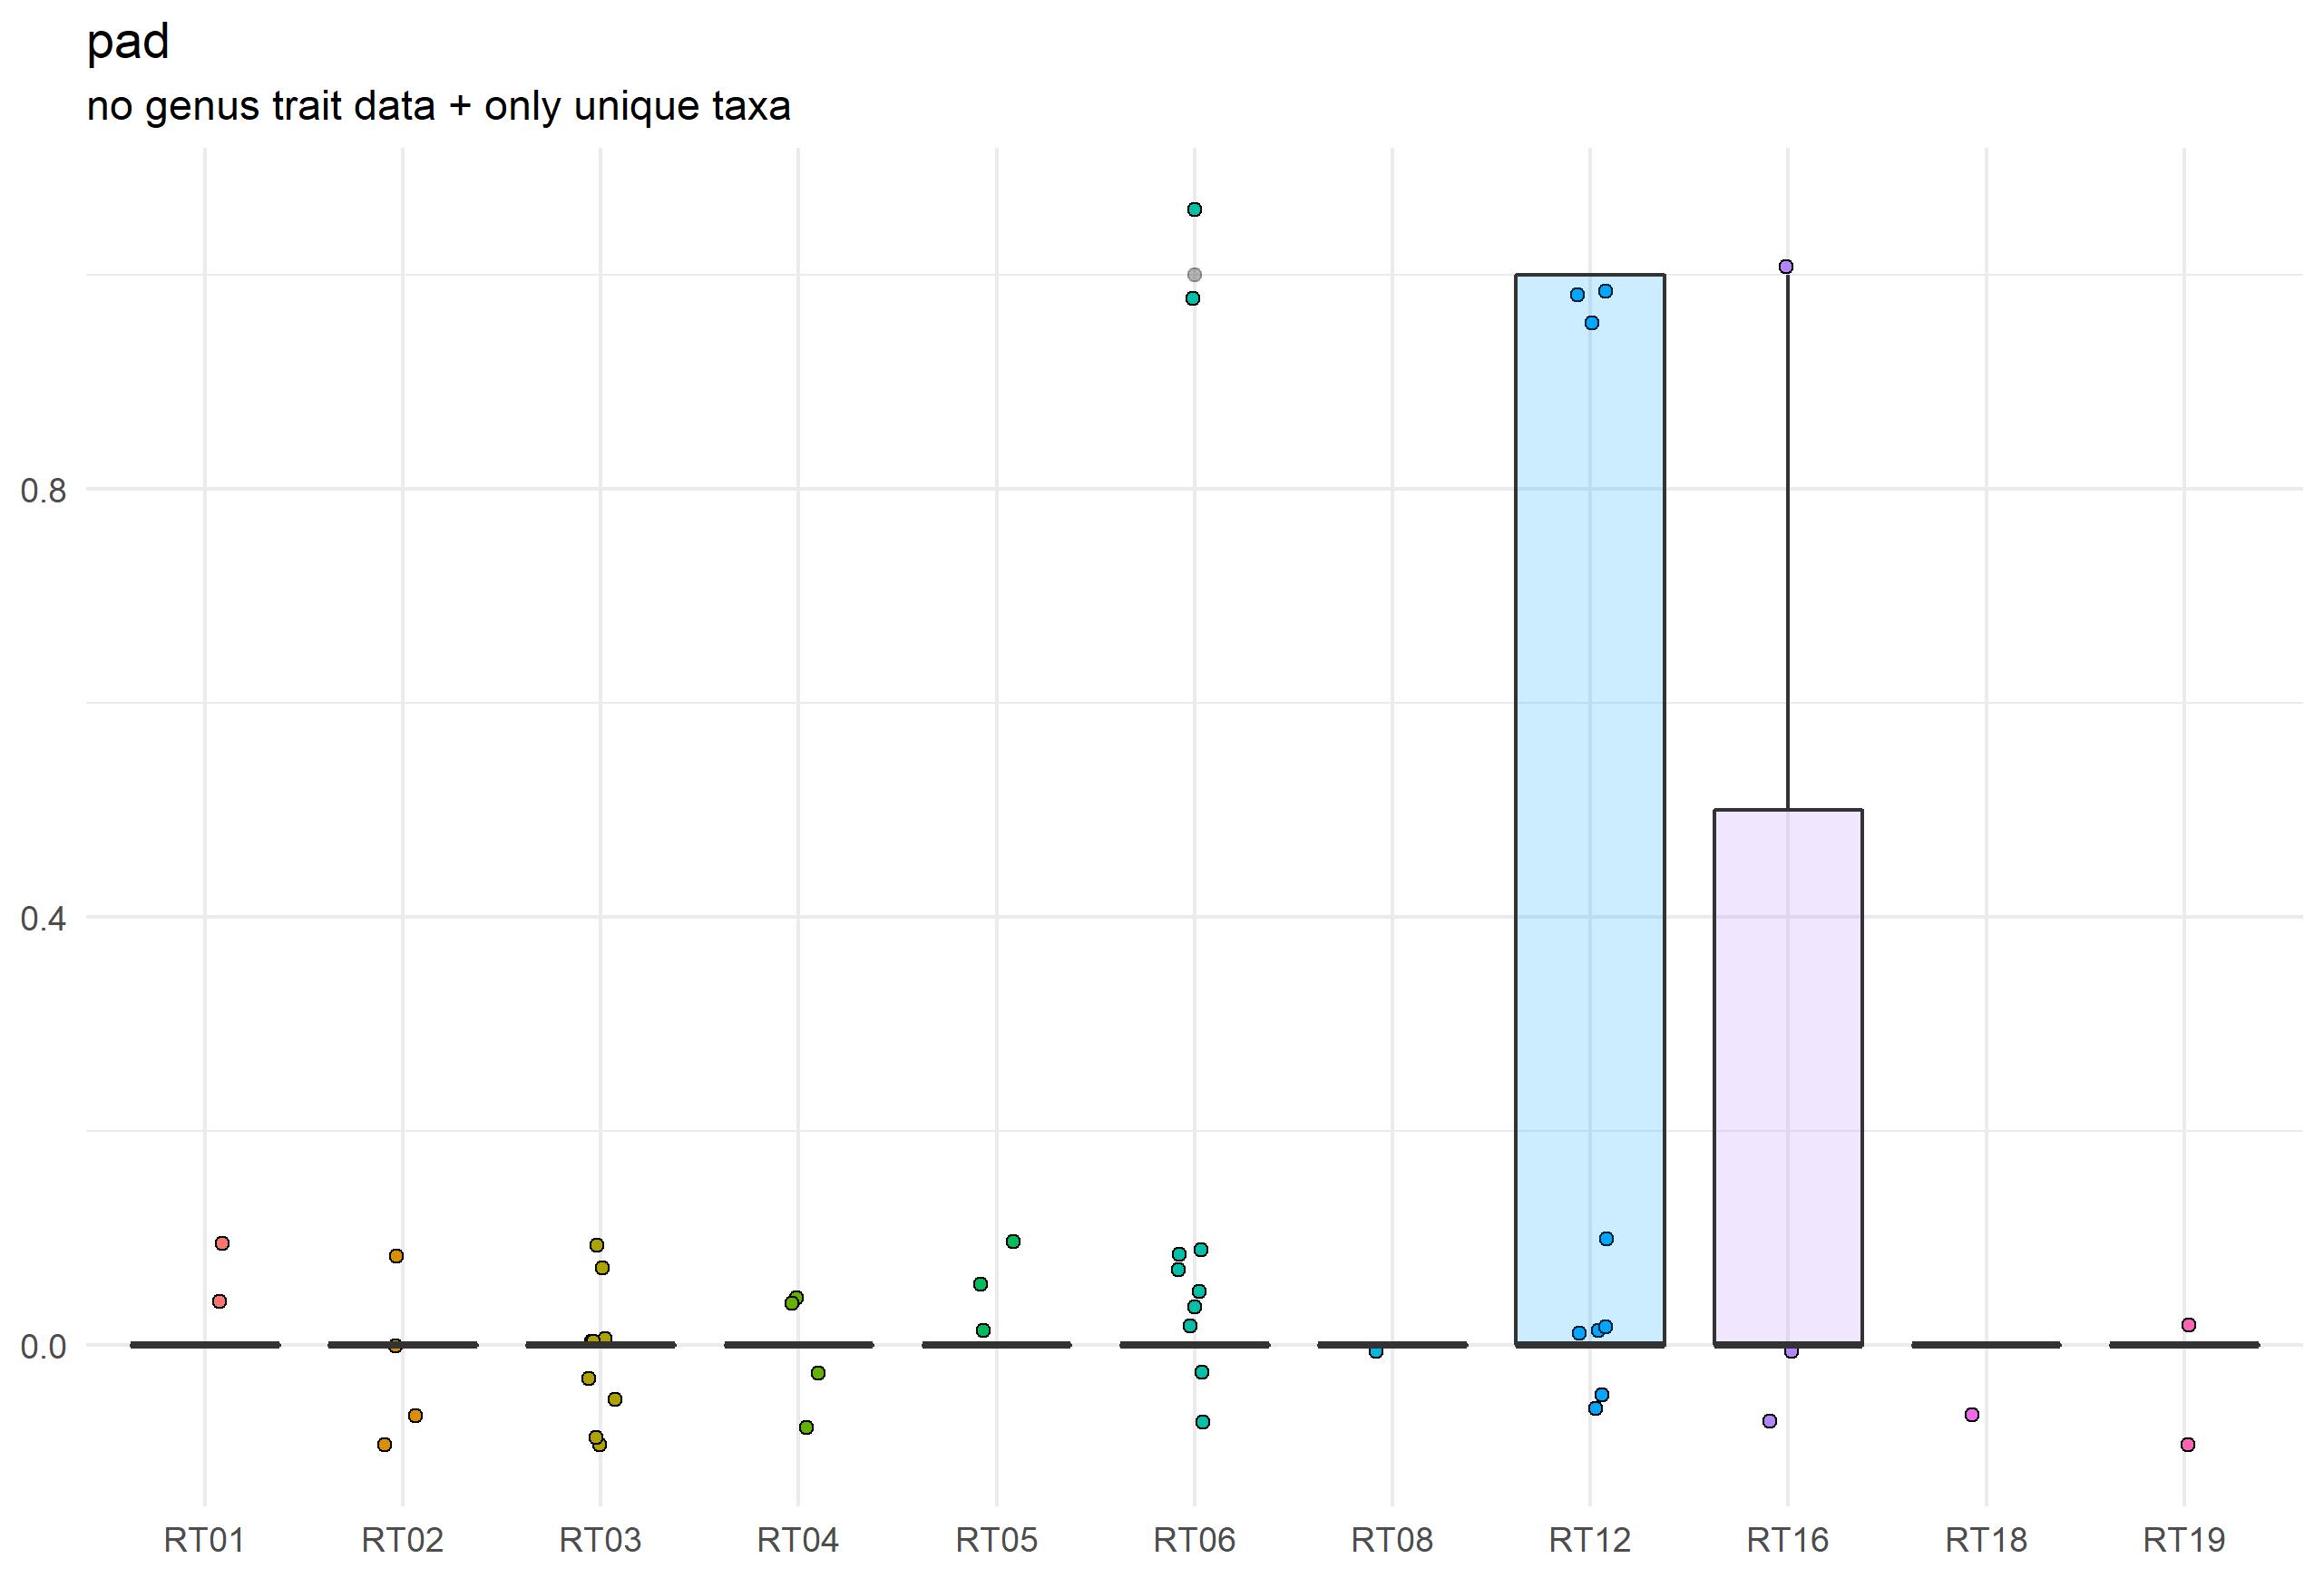 pad
no genus trait data + only unique taxa
0.8
0.4
0.0
RT01 RT02 RT03 RT04 RT05 RT06 RT08 RT12 RT16 RT18 RT19